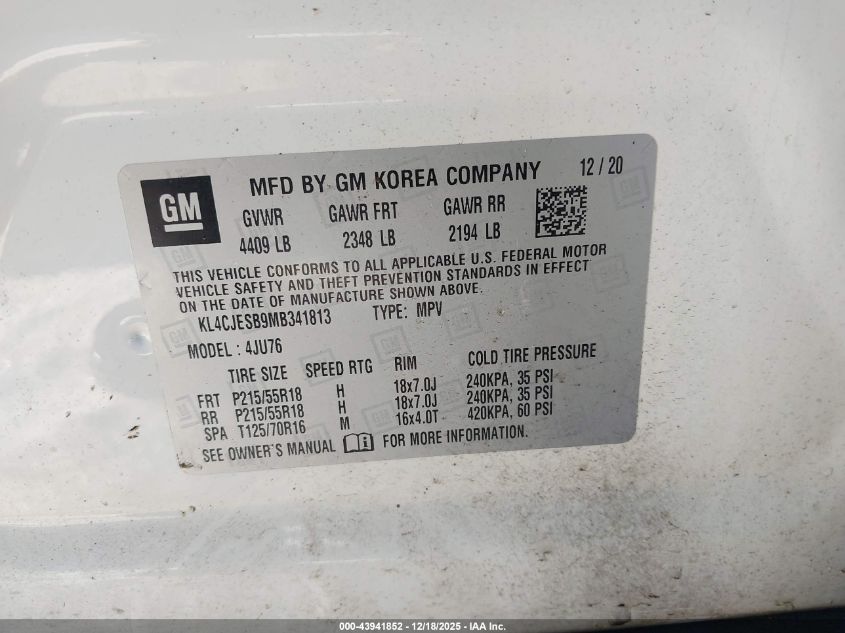 GM
MFD BY GM KOREA COMPANY 12 / 20
GVWR GAWR FRT GAWR RR
4409 LB 2348 LB 2194 LB
THIS VEHICLE CONFORMS TO ALL APPLICABLE U.S. FEDERAL MOTOR
VEHICLE SAFETY AND THEFT PREVENTION STANDARDS IN EFFECT
ON THE DATE OF MANUFACTURE SHOWN ABOVE.
KL4CJESB9MB341813 TYPE: MPV
MODEL : 4JU76
TIRE SIZE SPEED RTG RIM COLD TIRE PRESSURE
FRT P215/55R18 H 18x7.0J 240KPA, 35 PSI
RR P215/55R18 H 18x7.0J 240KPA, 35 PSI
SPA T125/70R16 M 16x4.0T 420KPA, 60 PSI
SEE OWNER'S MANUAL FOR MORE INFORMATION.
000-43941852 - 12/18/2025 - IAA Inc.